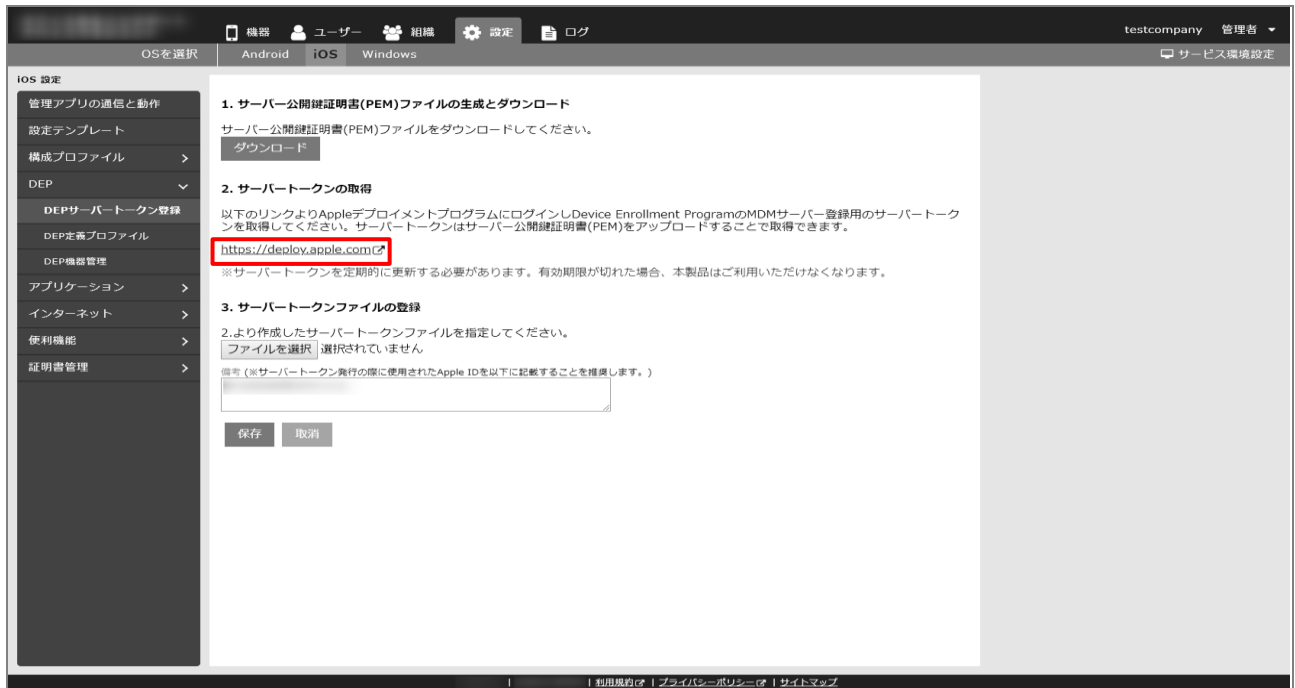 機器 ユーザー 組織 設定 ログ testcompany 管理者
OSを選択 Android iOS Windows サービス環境設定
iOS 設定
管理アプリの通信と動作
設定テンプレート
構成プロファイル
DEP
DEPサーバートークン登録
DEP定義プロファイル
DEP機器管理
アプリケーション
インターネット
便利機能
証明書管理
1. サーバー公開鍵証明書(PEM)ファイルの生成とダウンロード
サーバー公開鍵証明書(PEM)ファイルをダウンロードしてください。
ダウンロード
2. サーバートークンの取得
以下のリンクよりAppleデプロイメントプログラムにログインしDevice Enrollment ProgramのMDMサーバー登録用のサーバートーク
ンを取得してください。サーバートークンはサーバー公開鍵証明書(PEM)をアップロードすることで取得できます。
https://deploy.apple.com
※サーバートークンを定期的に更新する必要があります。有効期限が切れた場合、本製品はご利用いただけなくなります。
3. サーバートークンファイルの登録
2.より作成したサーバートークンファイルを指定してください。
ファイルを選択 選択されていません
備考 (※サーバートークン発行の際に使用されたApple IDを以下に記載することを推奨します。)
保存 取消
| | 利用規約 | プライバシーポリシー | サイトマップ